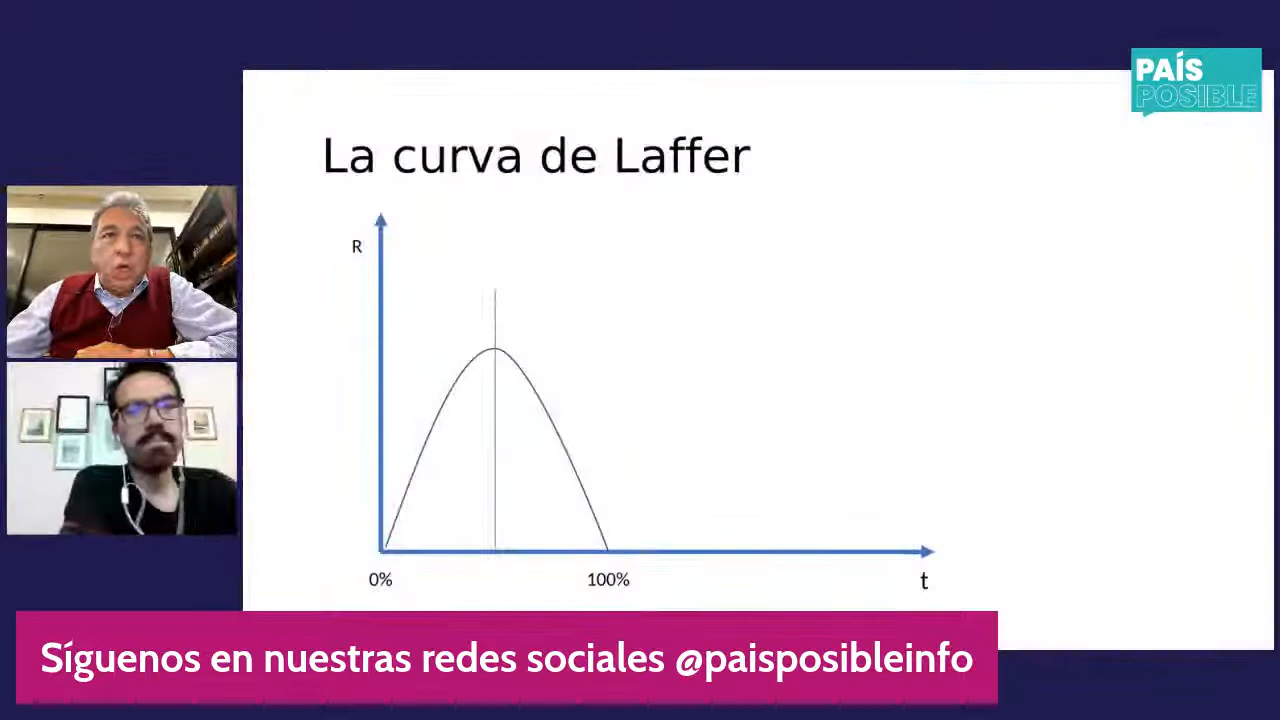 PAÍS
POSIBLE
La curva de Laffer
R
0%
100%
t
Síguenos en nuestras redes sociales @paisposibleinfo